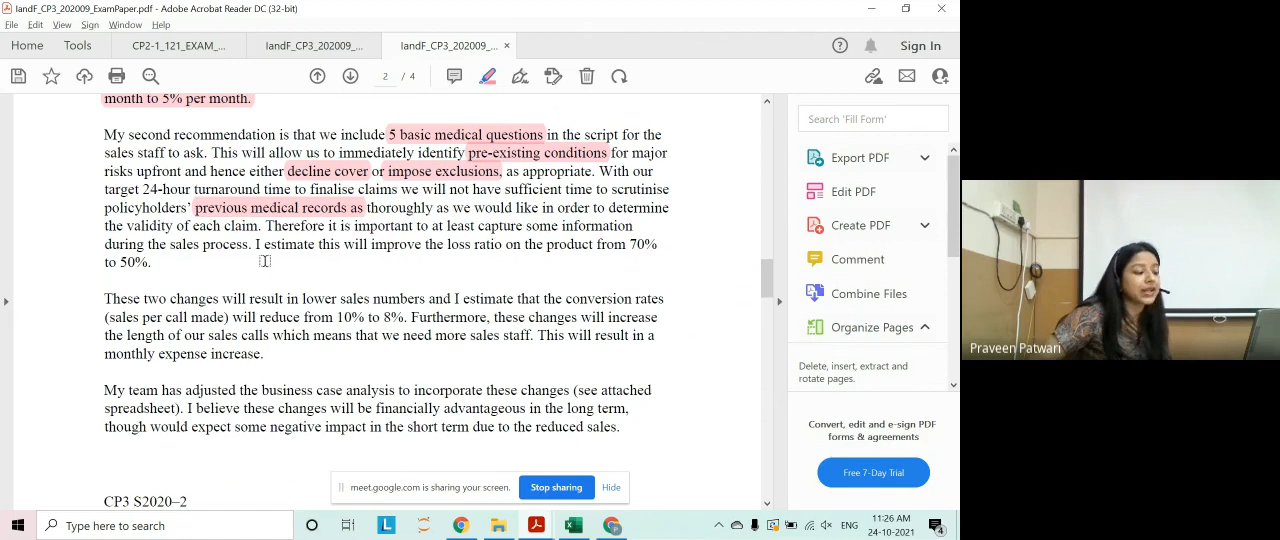 IandF_CP3_202009_ExamPaper.pdf - Adobe Acrobat Reader DC (32-bit)
File Edit View Sign Window Help
Home Tools CP2-1_121_EXAM_... IandF_CP3_202009_... IandF_CP3_202009_... × Sign In
2 / 4
month to 5% per month.
My second recommendation is that we include 5 basic medical questions in the script for the
sales staff to ask. This will allow us to immediately identify pre-existing conditions for major
risks upfront and hence either decline cover or impose exclusions, as appropriate. With our
target 24-hour turnaround time to finalise claims we will not have sufficient time to scrutinise
policyholders’ previous medical records as thoroughly as we would like in order to determine
the validity of each claim. Therefore it is important to at least capture some information
during the sales process. I estimate this will improve the loss ratio on the product from 70%
to 50%.
These two changes will result in lower sales numbers and I estimate that the conversion rates
(sales per call made) will reduce from 10% to 8%. Furthermore, these changes will increase
the length of our sales calls which means that we need more sales staff. This will result in a
monthly expense increase.
My team has adjusted the business case analysis to incorporate these changes (see attached
spreadsheet). I believe these changes will be financially advantageous in the long term,
though would expect some negative impact in the short term due to the reduced sales.
CP3 S2020–2
meet.google.com is sharing your screen. Stop sharing Hide
Search 'Fill Form'
Export PDF
Edit PDF
Create PDF
Comment
Combine Files
Organize Pages
Delete, insert, extract and
rotate pages.
Convert, edit and e-sign PDF
forms & agreements
Free 7-Day Trial
Praveen Patwari
Type here to search
ENG
11:26 AM
24-10-2021
4